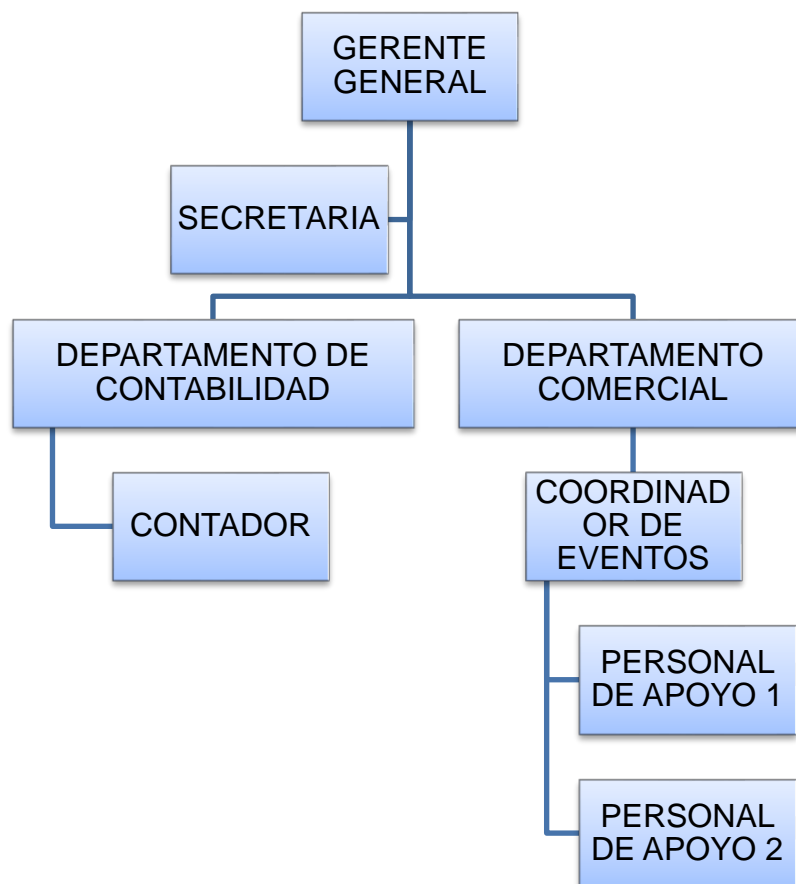 GERENTE
GENERAL
SECRETARIA
DEPARTAMENTO DE
CONTABILIDAD
DEPARTAMENTO
COMERCIAL
CONTADOR
COORDINAD
OR DE
EVENTOS
PERSONAL
DE APOYO 1
PERSONAL
DE APOYO 2